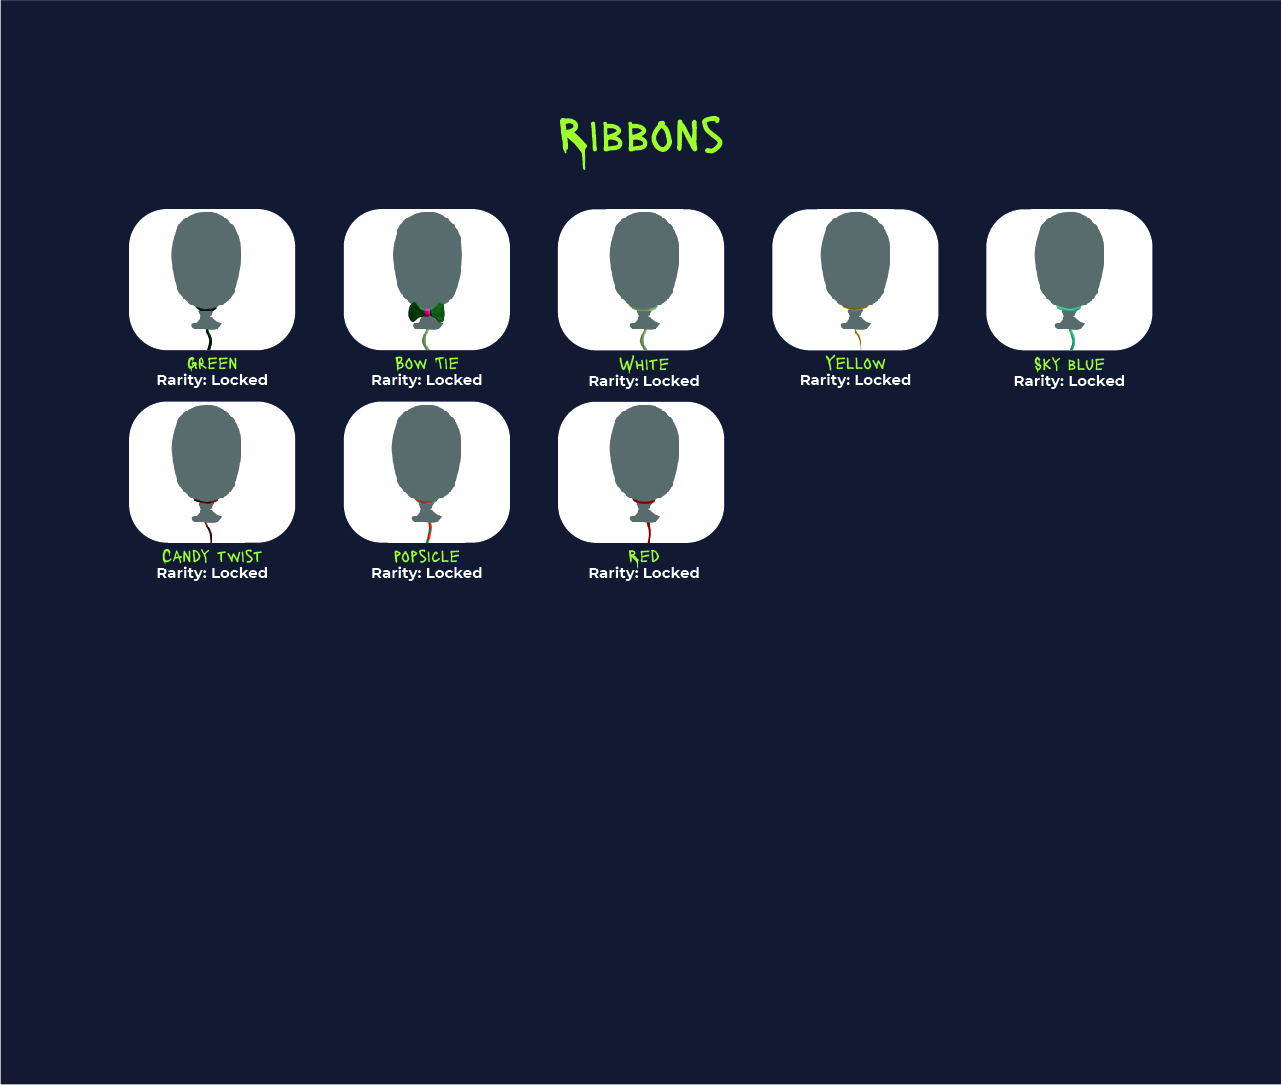 RIBBONS
GREEN
Rarity: Locked
BOW TIE
Rarity: Locked
WHITE
Rarity: Locked
YELLOW
Rarity: Locked
SKY BLUE
Rarity: Locked
CANDY TWIST
Rarity: Locked
POPSICLE
Rarity: Locked
RED
Rarity: Locked